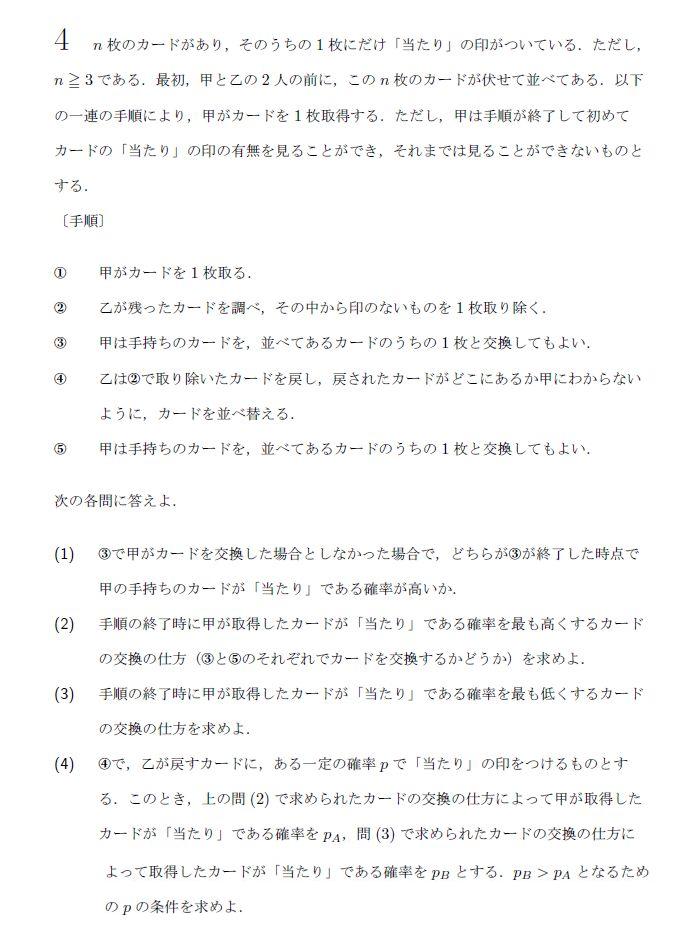 4 n 枚のカードがあり，そのうちの 1 枚にだけ「当たり」の印がついている．ただし，
n ≧ 3 である．最初，甲と乙の 2 人の前に，この n 枚のカードが伏せて並べてある．以下
の一連の手順により，甲がカードを 1 枚取得する．ただし，甲は手順が終了して初めて
カードの「当たり」の印の有無を見ることができ，それまでは見ることができないものと
する．
〔手順〕
① 甲がカードを 1 枚取る．
② 乙が残ったカードを調べ，その中から印のないものを 1 枚取り除く．
③ 甲は手持ちのカードを，並べてあるカードのうちの 1 枚と交換してもよい．
④ 乙は②で取り除いたカードを戻し，戻されたカードがどこにあるか甲にわからない
ように，カードを並べ替える．
⑤ 甲は手持ちのカードを，並べてあるカードのうちの 1 枚と交換してもよい．
次の各問に答えよ．
(1) ③で甲がカードを交換した場合としなかった場合で，どちらが③が終了した時点で
甲の手持ちのカードが「当たり」である確率が高いか．
(2) 手順の終了時に甲が取得したカードが「当たり」である確率を最も高くするカード
の交換の仕方（③と⑤のそれぞれでカードを交換するかどうか）を求めよ．
(3) 手順の終了時に甲が取得したカードが「当たり」である確率を最も低くするカード
の交換の仕方を求めよ．
(4) ④で，乙が戻すカードに，ある一定の確率 p で「当たり」の印をつけるものとす
る．このとき，上の問 (2) で求められたカードの交換の仕方によって甲が取得した
カードが「当たり」である確率を p_A，問 (3) で求められたカードの交換の仕方に
よって取得したカードが「当たり」である確率を p_B とする．p_B > p_A となるため
の p の条件を求めよ．